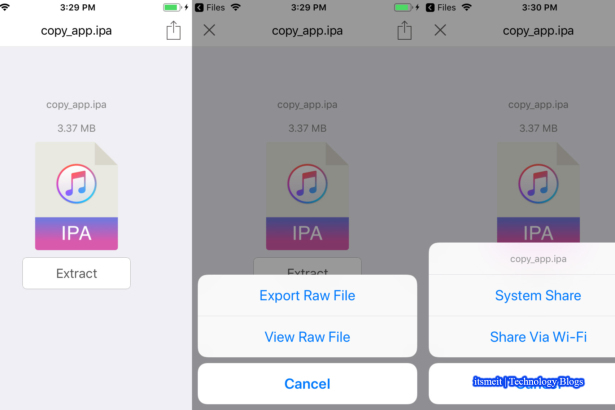 3:29 PM
copy_app.ipa
copy_app.ipa
3.37 MB
IPA
Extract
Files
3:29 PM
copy_app.ipa
copy_app.ipa
3.37 MB
IPA
Extract
Export Raw File
View Raw File
Cancel
Files
3:30 PM
copy_app.ipa
copy_app.ipa
3.37 MB
IPA
copy_app.ipa
System Share
Share Via Wi-Fi
itsmeit | Technology Blogs